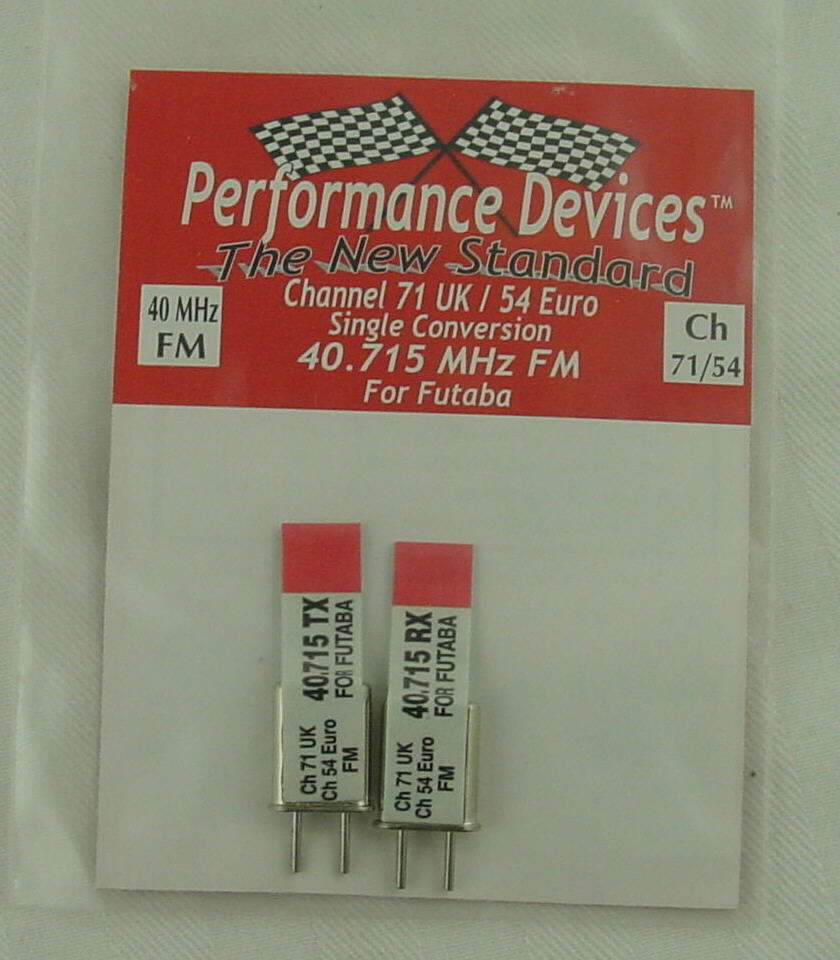 Performance Devices™
The New Standard
Channel 71 UK / 54 Euro
Single Conversion
40.715 MHz FM
For Futaba
40 MHz
FM
Ch
71/54
40.715 TX
FOR FUTABA
Ch 71 UK
Ch 54 Euro
FM
40.715 RX
FOR FUTABA
Ch 71 UK
Ch 54 Euro
FM